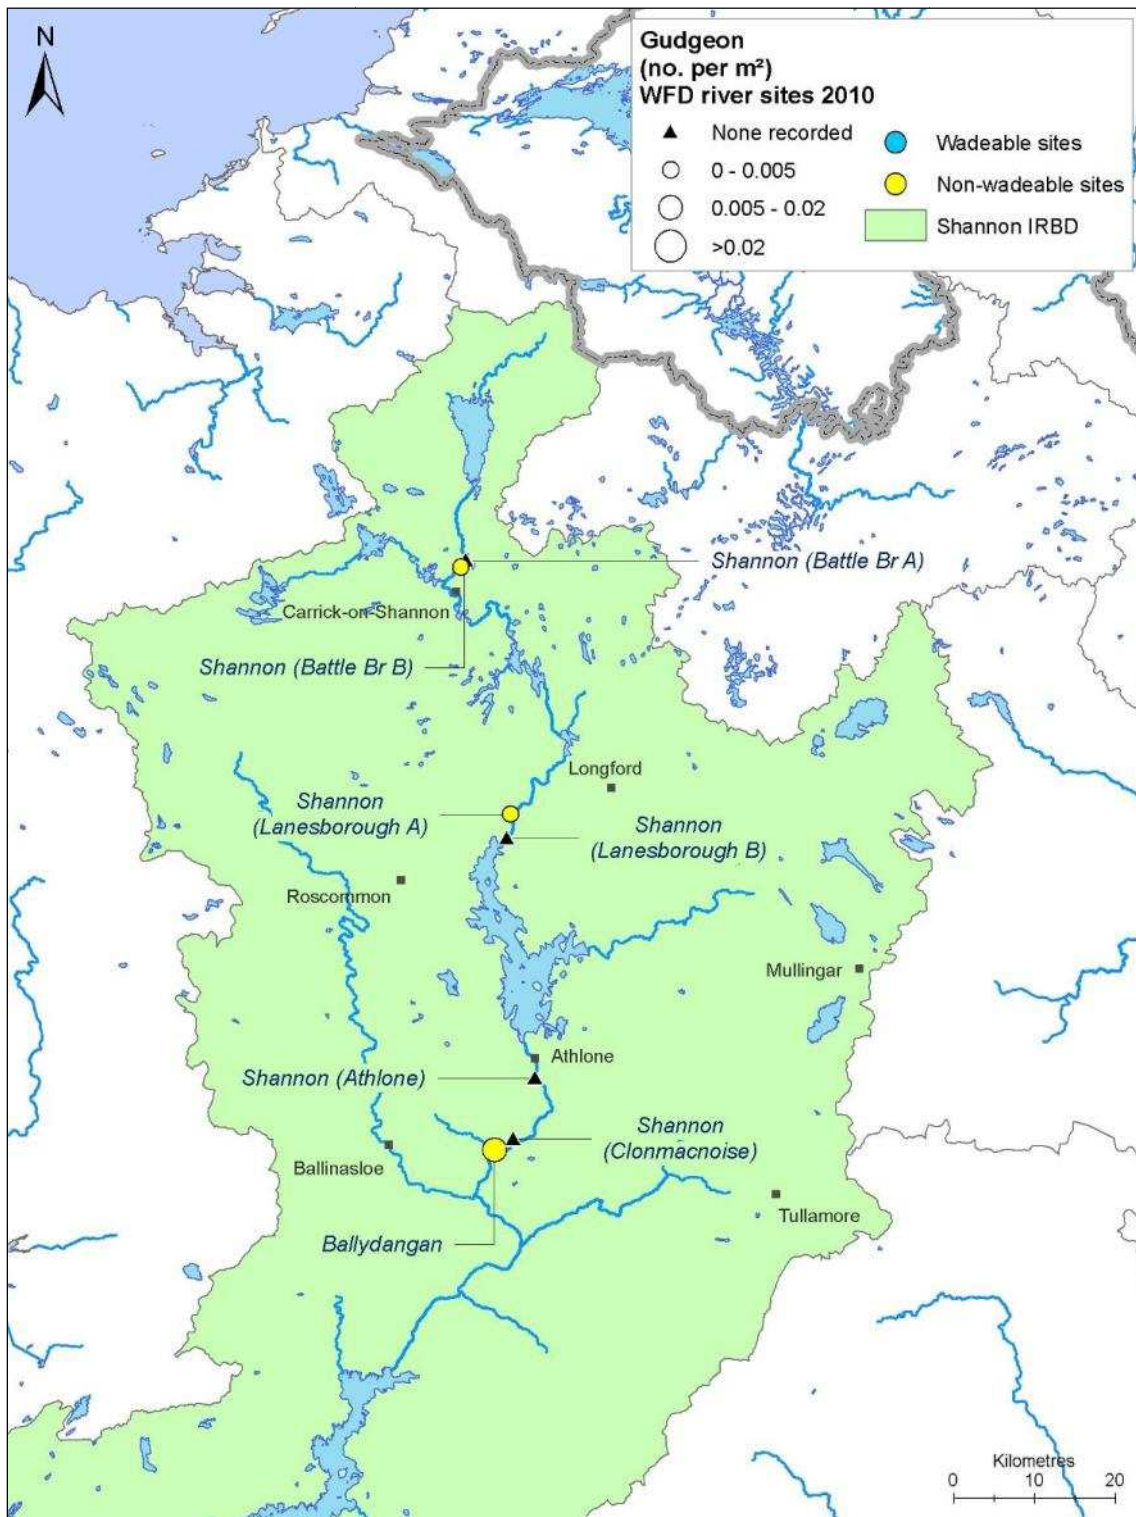 N
Gudgeon
(no. per m²)
WFD river sites 2010
None recorded
0 - 0.005
0.005 - 0.02
>0.02
Wadeable sites
Non-wadeable sites
Shannon IRBD
Shannon (Battle Br A)
Carrick-on-Shannon
Shannon (Battle Br B)
Longford
Shannon
(Lanesborough A)
Shannon
(Lanesborough B)
Roscommon
Mullingar
Athlone
Shannon (Athlone)
Shannon
(Clonmacnoise)
Ballinasloe
Tullamore
Ballydangan
Kilometres
0 10 20